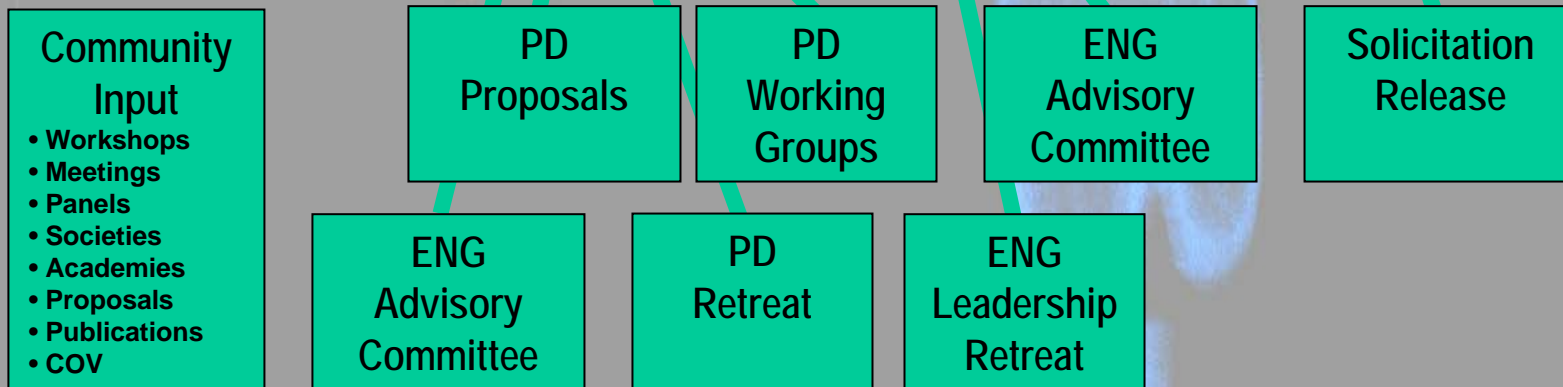 Community
Input
• Workshops
• Meetings
• Panels
• Societies
• Academies
• Proposals
• Publications
• COV
PD
Proposals
PD
Working
Groups
ENG
Advisory
Committee
Solicitation
Release
ENG
Advisory
Committee
PD
Retreat
ENG
Leadership
Retreat